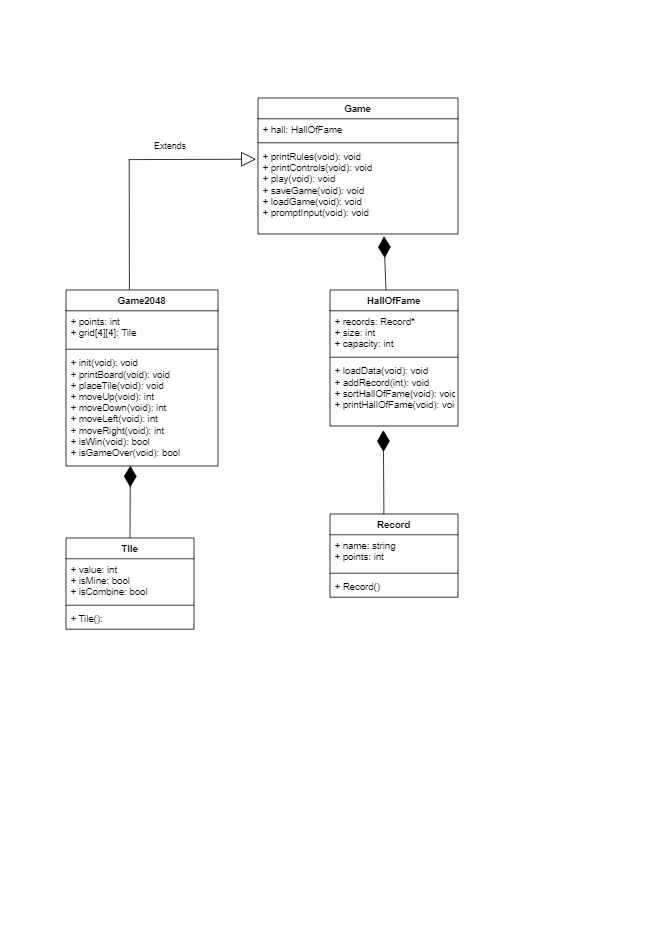 Game
+ hall: HallOfFame
+ printRules(void): void
+ printControls(void): void
+ play(void): void
+ saveGame(void): void
+ loadGame(void): void
+ promptInput(void): void
Extends
Game2048
+ points: int
+ grid[4][4]: Tile
+ init(void): void
+ printBoard(void): void
+ placeTile(void): void
+ moveUp(void): int
+ moveDown(void): int
+ moveLeft(void): int
+ moveRight(void): int
+ isWin(void): bool
+ isGameOver(void): bool
HallOfFame
+ records: Record*
+ size: int
+ capacity: int
+ loadData(void): void
+ addRecord(int): void
+ sortHallOfFame(void): voic
+ printHallOfFame(void): voi
Tile
+ value: int
+ isMine: bool
+ isCombine: bool
+ Tile():
Record
+ name: string
+ points: int
+ Record()